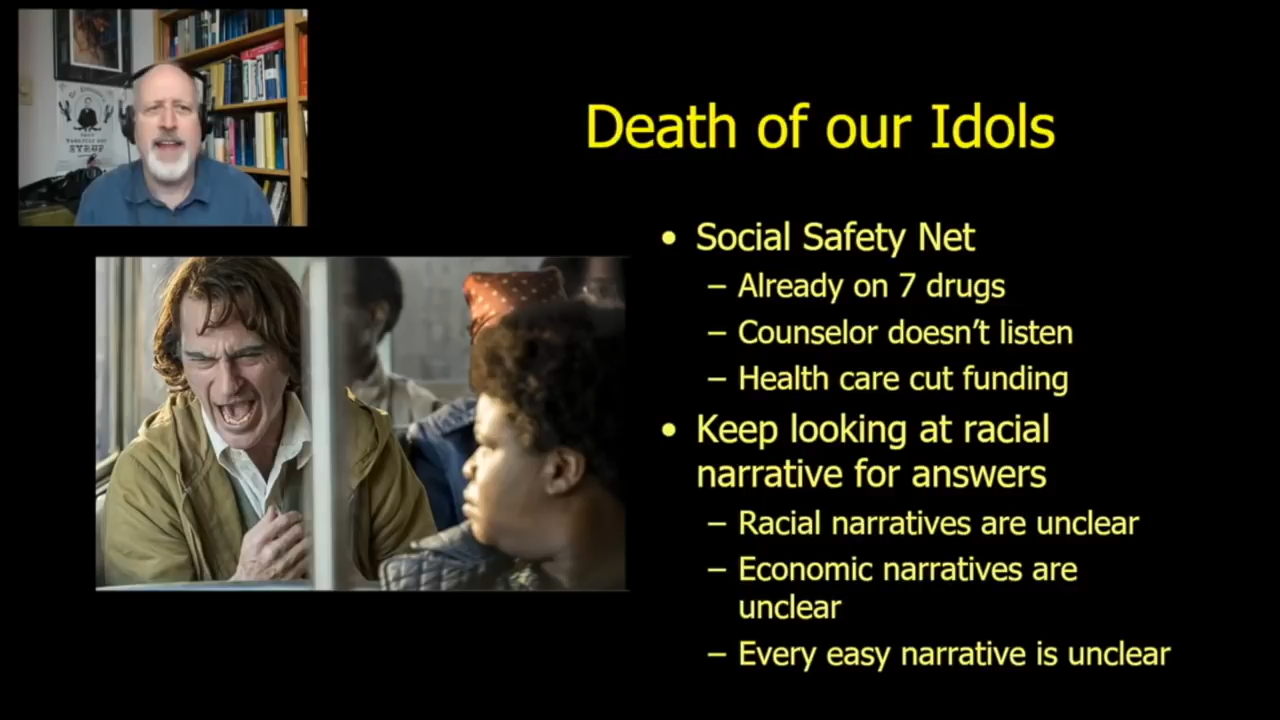 Death of our Idols
• Social Safety Net
– Already on 7 drugs
– Counselor doesn’t listen
– Health care cut funding
• Keep looking at racial
narrative for answers
– Racial narratives are unclear
– Economic narratives are
unclear
– Every easy narrative is unclear
SYRUP